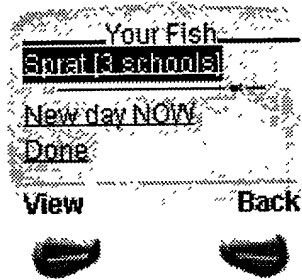 Your Fish
Sprat [3 schools]
New day NOW
Done
View Back